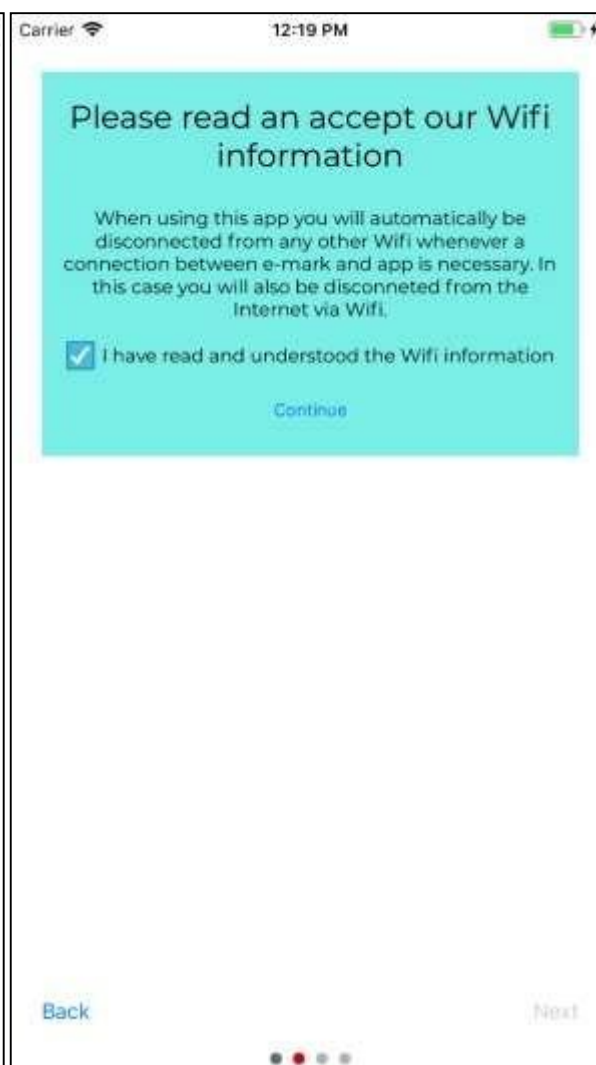 Carrier
12:19 PM
Please read an accept our Wifi
information
When using this app you will automatically be
disconnected from any other Wifi whenever a
connection between e-mark and app is necessary. In
this case you will also be disconneted from the
Internet via Wifi.
I have read and understood the Wifi information
Continue
Back
Next